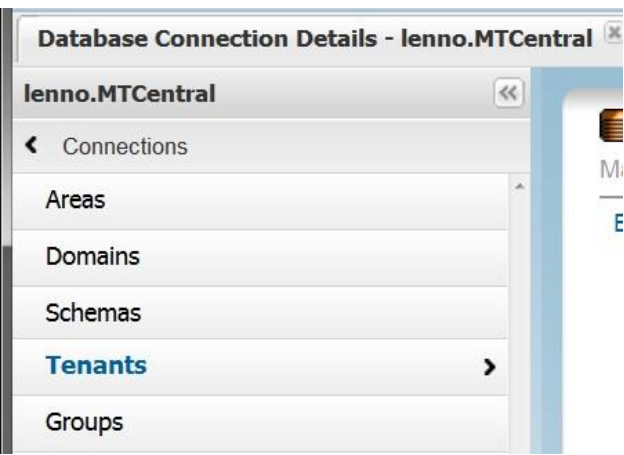 Database Connection Details - lenno.MTCentral
lenno.MTCentral
Connections
Areas
Domains
Schemas
Tenants
Groups